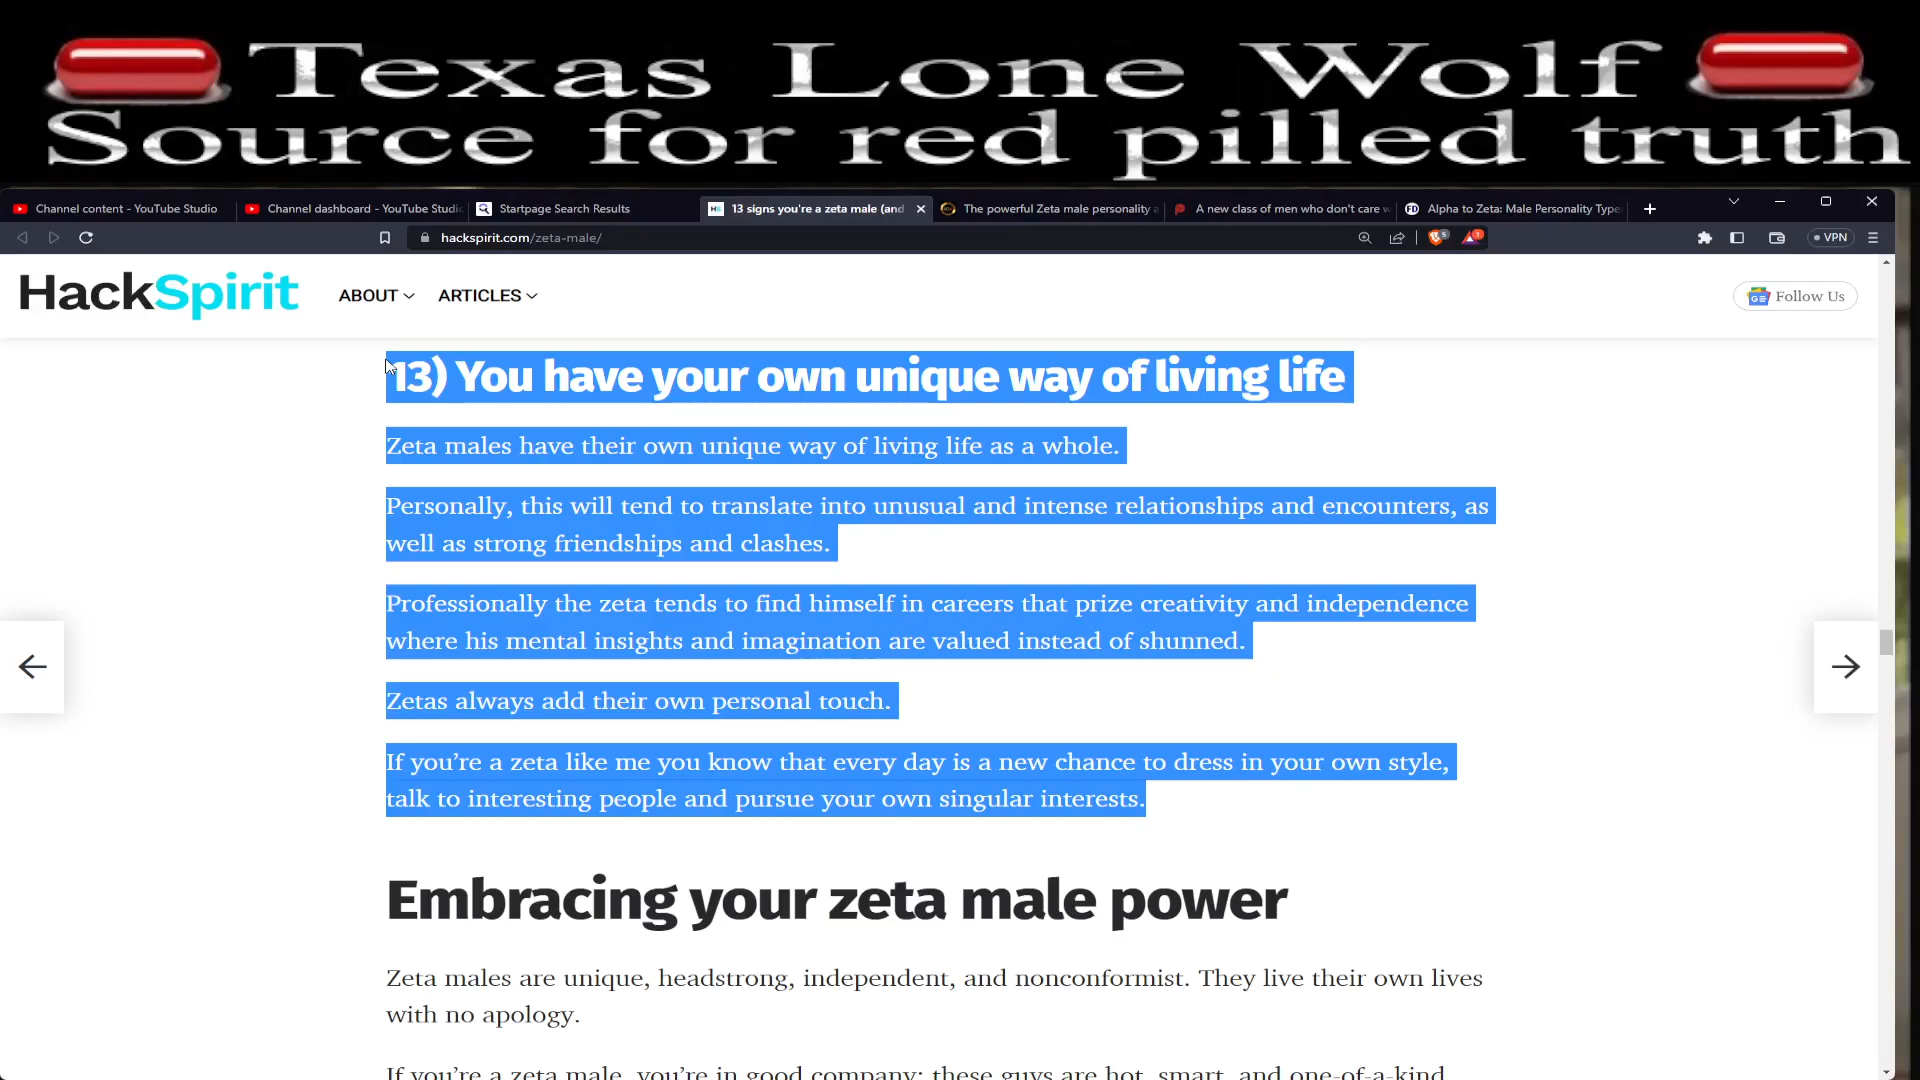 Texas Lone Wolf
Source for red pilled truth
Channel content - YouTube Studio
Channel dashboard - YouTube Studio
Startpage Search Results
13 signs you're a zeta male (and
The powerful Zeta male personality a
A new class of men who don't care w
Alpha to Zeta: Male Personality Type
hackspirit.com/zeta-male/
5
1
VPN
HackSpirit
ABOUT
ARTICLES
GE
Follow Us
13) You have your own unique way of living life
Zeta males have their own unique way of living life as a whole.
Personally, this will tend to translate into unusual and intense relationships and encounters, as
well as strong friendships and clashes.
Professionally the zeta tends to find himself in careers that prize creativity and independence
where his mental insights and imagination are valued instead of shunned.
Zetas always add their own personal touch.
If you’re a zeta like me you know that every day is a new chance to dress in your own style,
talk to interesting people and pursue your own singular interests.
Embracing your zeta male power
Zeta males are unique, headstrong, independent, and nonconformist. They live their own lives
with no apology.
If you’re a zeta male, you’re in good company: these guys are hot, smart, and one-of-a-kind